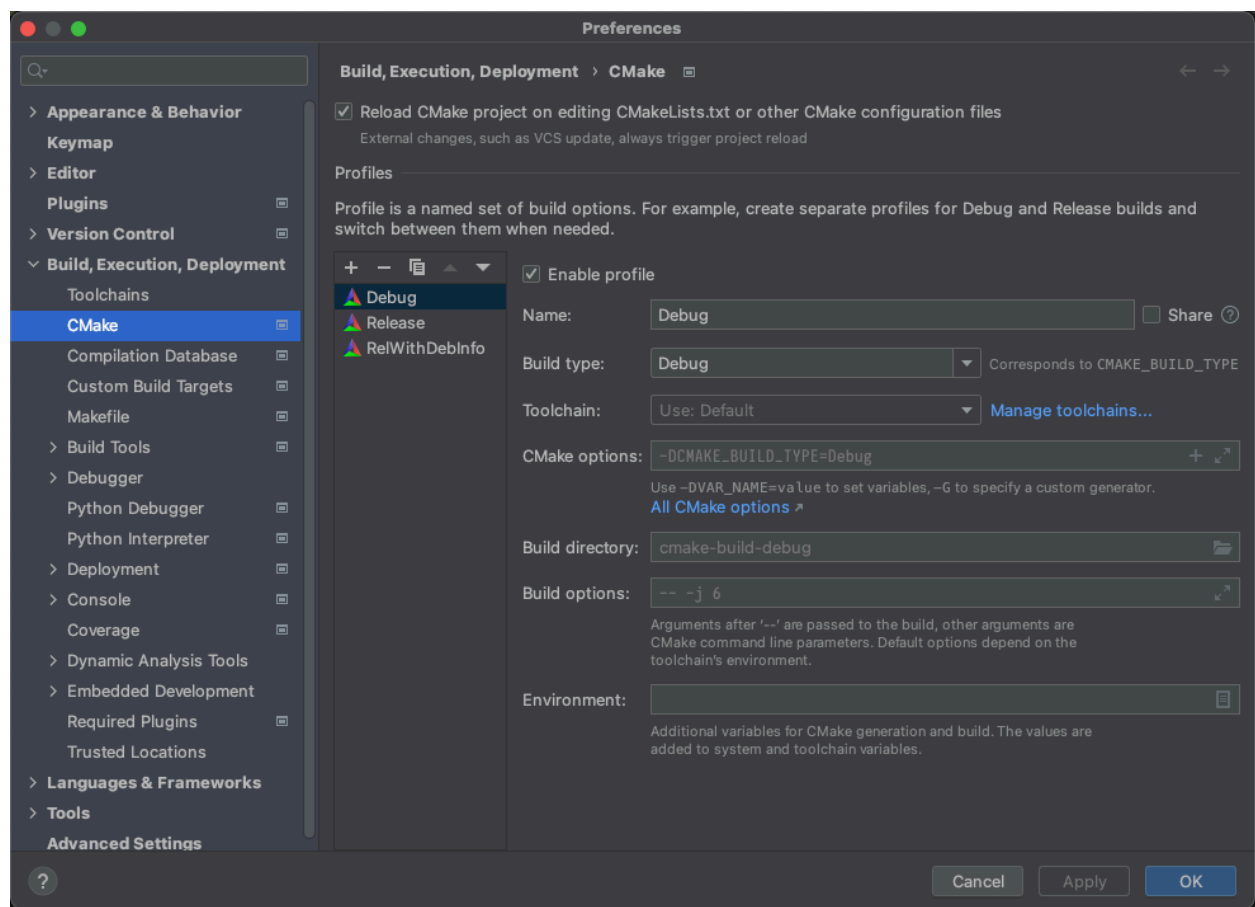 Preferences
Build, Execution, Deployment › CMake
Appearance & Behavior
Keymap
Editor
Plugins
Version Control
Build, Execution, Deployment
Toolchains
CMake
Compilation Database
Custom Build Targets
Makefile
Build Tools
Debugger
Python Debugger
Python Interpreter
Deployment
Console
Coverage
Dynamic Analysis Tools
Embedded Development
Required Plugins
Trusted Locations
Languages & Frameworks
Tools
Advanced Settings
Reload CMake project on editing CMakeLists.txt or other CMake configuration files
External changes, such as VCS update, always trigger project reload
Profiles
Profile is a named set of build options. For example, create separate profiles for Debug and Release builds and
switch between them when needed.
Debug
Release
RelWithDebInfo
Enable profile
Name: Debug Share ?
Build type: Debug Corresponds to CMAKE_BUILD_TYPE
Toolchain: Use: Default Manage toolchains...
CMake options: -DCMAKE_BUILD_TYPE=Debug
Use -DVAR_NAME=value to set variables, -G to specify a custom generator.
All CMake options ↗
Build directory: cmake-build-debug
Build options: -- -j 6
Arguments after '--' are passed to the build, other arguments are
CMake command line parameters. Default options depend on the
toolchain's environment.
Environment:
Additional variables for CMake generation and build. The values are
added to system and toolchain variables.
? Cancel Apply OK